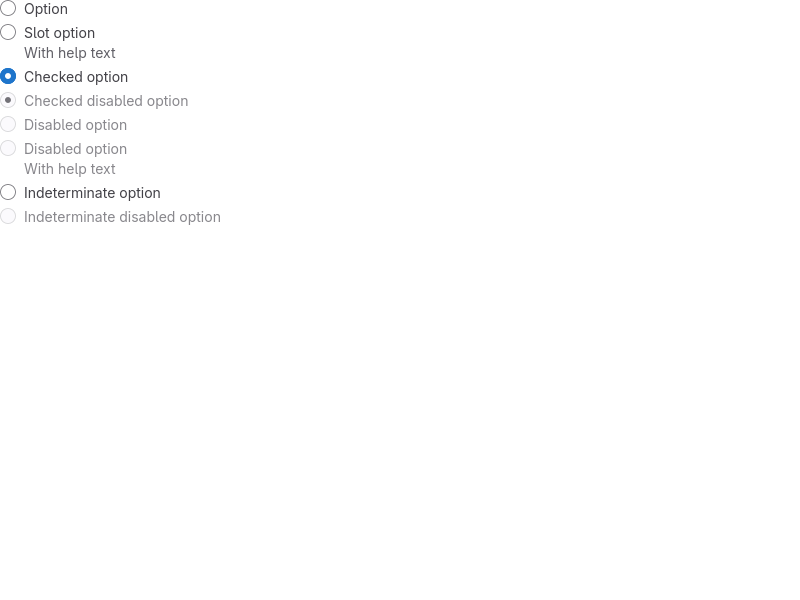 Option
Slot option
With help text
Checked option
Checked disabled option
Disabled option
Disabled option
With help text
Indeterminate option
Indeterminate disabled option